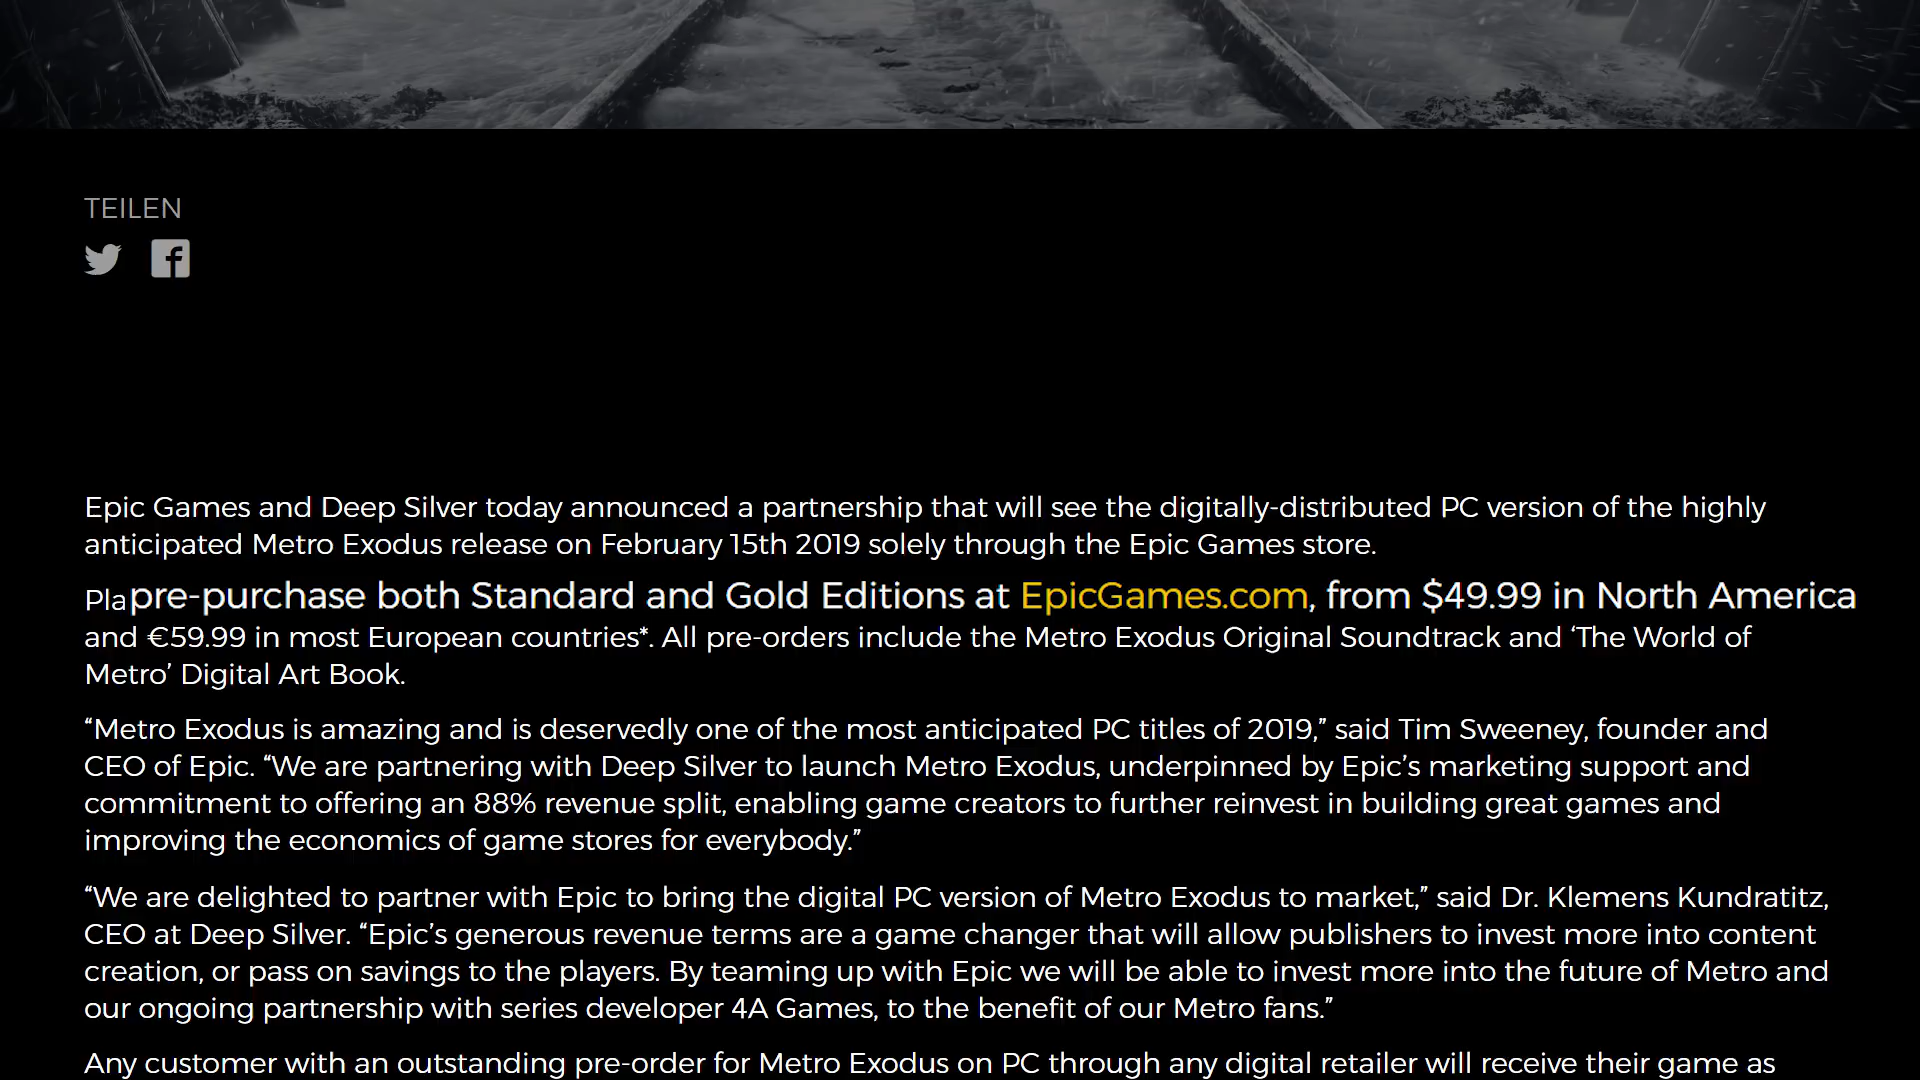 TEILEN
Epic Games and Deep Silver today announced a partnership that will see the digitally-distributed PC version of the highly
anticipated Metro Exodus release on February 15th 2019 solely through the Epic Games store.
Pla pre-purchase both Standard and Gold Editions at EpicGames.com, from $49.99 in North America
and €59.99 in most European countries*. All pre-orders include the Metro Exodus Original Soundtrack and ‘The World of
Metro’ Digital Art Book.
“Metro Exodus is amazing and is deservedly one of the most anticipated PC titles of 2019,” said Tim Sweeney, founder and
CEO of Epic. “We are partnering with Deep Silver to launch Metro Exodus, underpinned by Epic’s marketing support and
commitment to offering an 88% revenue split, enabling game creators to further reinvest in building great games and
improving the economics of game stores for everybody.”
“We are delighted to partner with Epic to bring the digital PC version of Metro Exodus to market,” said Dr. Klemens Kundratitz,
CEO at Deep Silver. “Epic’s generous revenue terms are a game changer that will allow publishers to invest more into content
creation, or pass on savings to the players. By teaming up with Epic we will be able to invest more into the future of Metro and
our ongoing partnership with series developer 4A Games, to the benefit of our Metro fans.”
Any customer with an outstanding pre-order for Metro Exodus on PC through any digital retailer will receive their game as